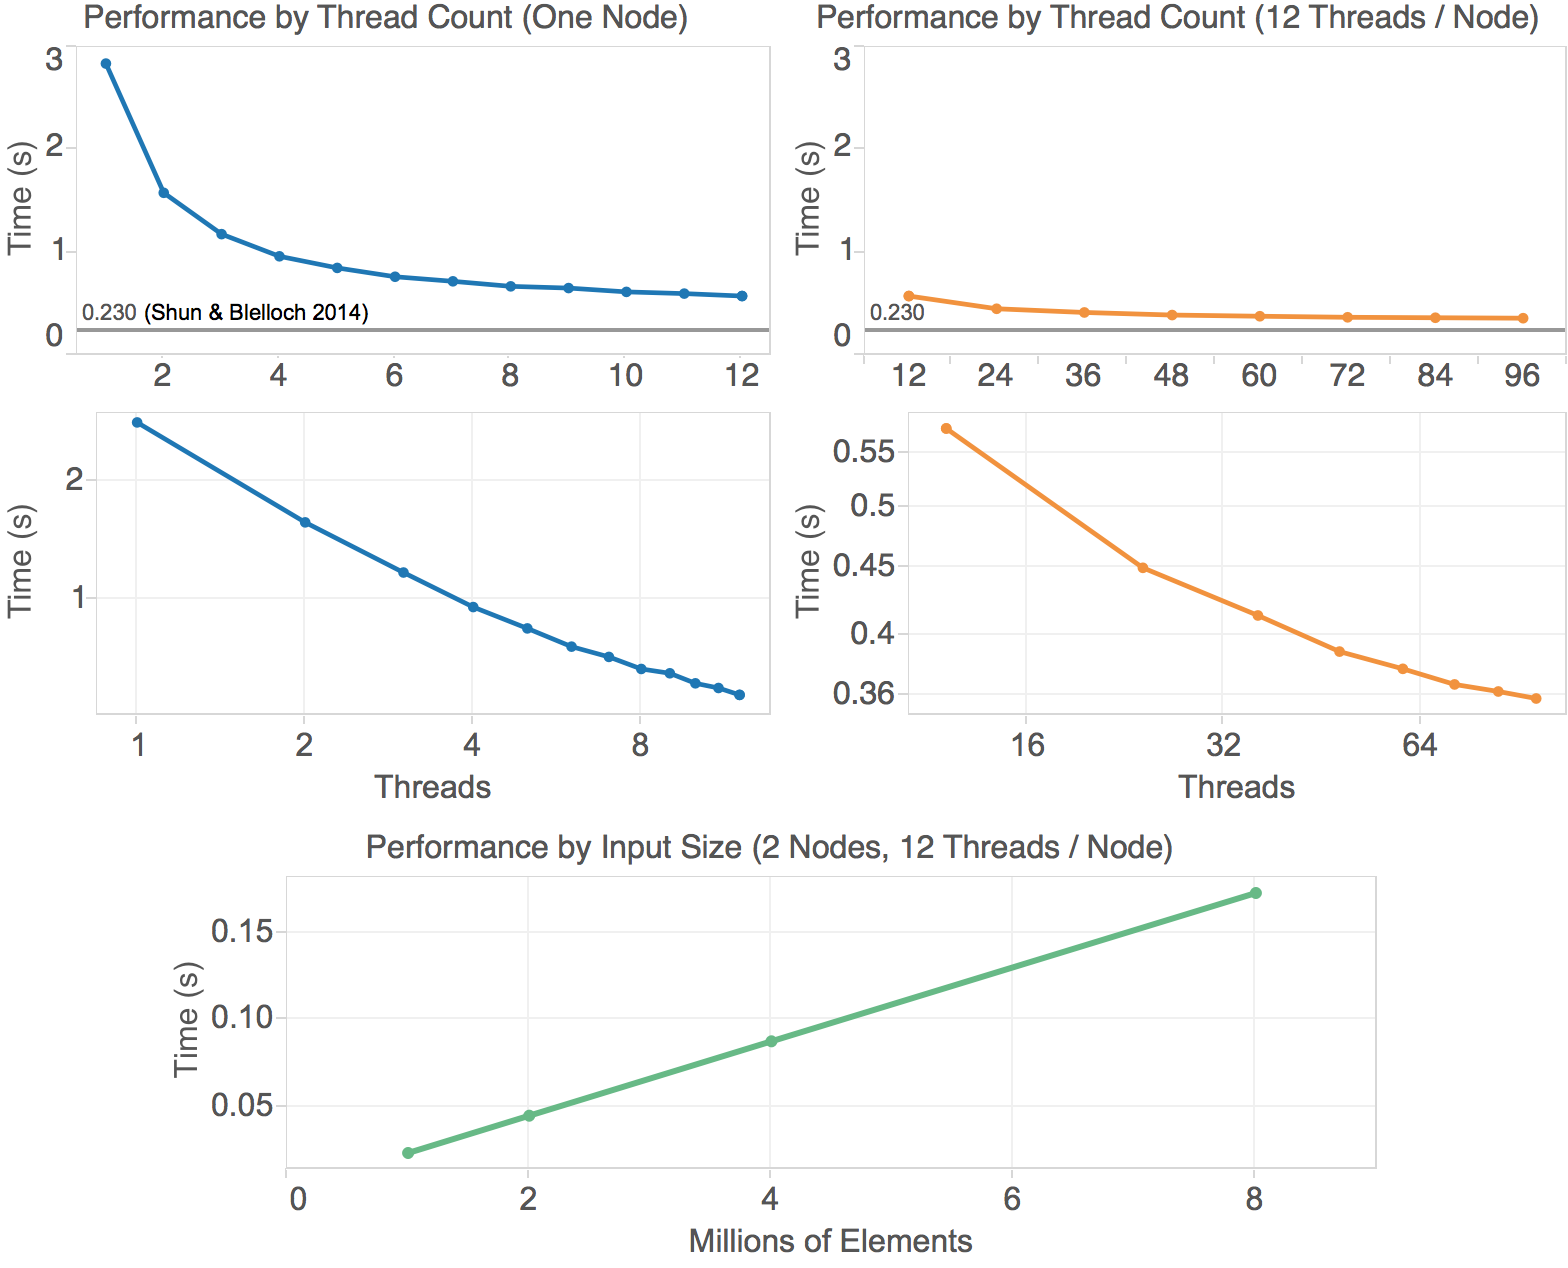 Performance by Thread Count (One Node)
3
2
1
0
Time (s)
0.230 (Shun & Blelloch 2014)
2 4 6 8 10 12
Performance by Thread Count (12 Threads / Node)
3
2
1
0
Time (s)
0.230
12 24 36 48 60 72 84 96
2
1
Time (s)
1 2 4 8
Threads
0.55
0.5
0.45
0.4
0.36
Time (s)
16 32 64
Threads
Performance by Input Size (2 Nodes, 12 Threads / Node)
0.15
0.10
0.05
Time (s)
0 2 4 6 8
Millions of Elements